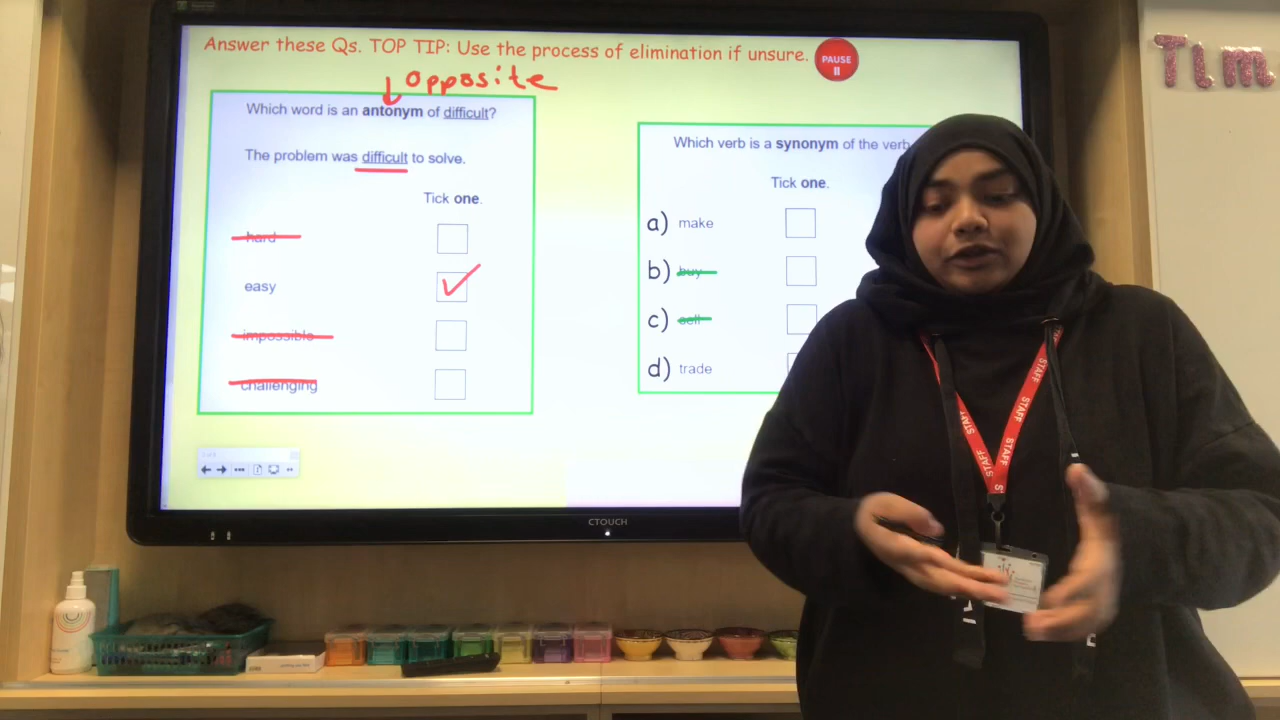 Answer these Qs. TOP TIP: Use the process of elimination if unsure.
PAUSE
opposite
Which word is an antonym of difficult?
The problem was difficult to solve.
Tick one.
hard
easy
impossible
challenging
Which verb is a synonym of the verb
Tick one.
a) make
b) buy
c) sell
d) trade
CTOUCH
STAFF
STAFF
STAFF
STAFF